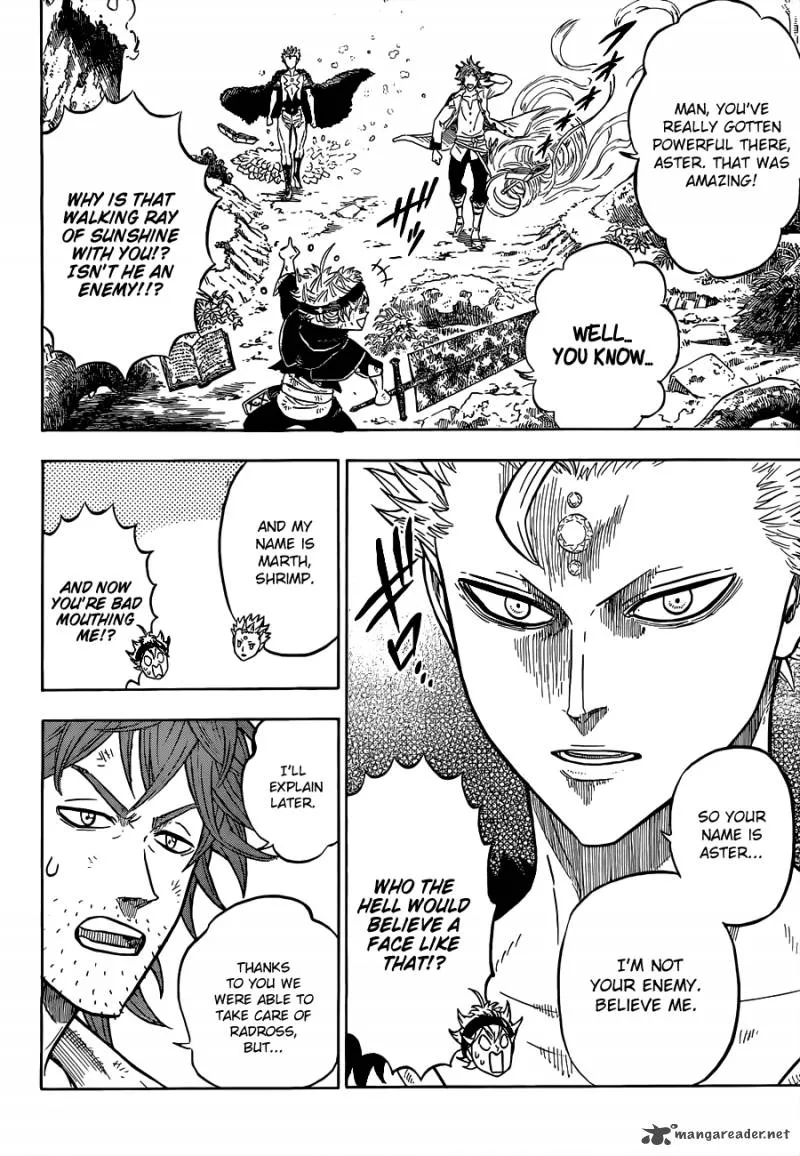 MAN, YOU'VE
REALLY GOTTEN
POWERFUL THERE,
ASTER. THAT WAS
AMAZING!
WHY IS THAT
WALKING RAY
OF SUNSHINE
WITH YOU!?
ISN'T HE AN
ENEMY!!?
WELL...
YOU KNOW...
SO YOUR
NAME IS
ASTER...
I'M NOT
YOUR ENEMY.
BELIEVE ME.
WHO THE
HELL WOULD
BELIEVE A
FACE LIKE
THAT!?
AND MY
NAME IS
MARTH,
SHRIMP.
AND NOW
YOU'RE BAD
MOUTHING
ME!?
I'LL
EXPLAIN
LATER.
THANKS
TO YOU WE
WERE ABLE TO
TAKE CARE OF
RADROSS,
BUT...
mangareader.net